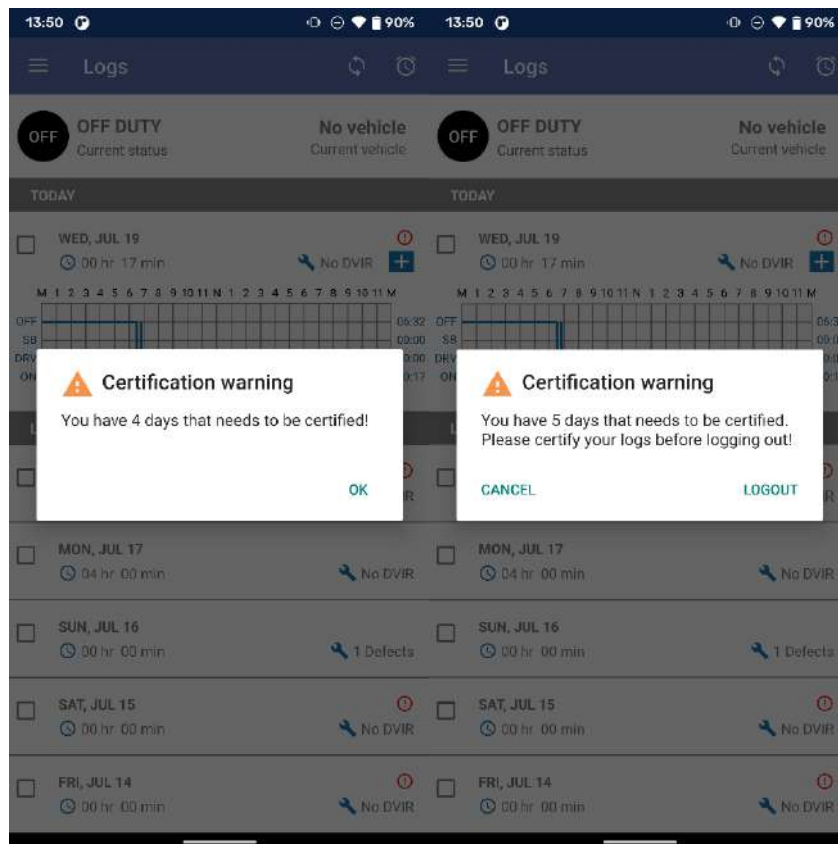 13:50
90%
Logs
OFF
OFF DUTY
Current status
No vehicle
Current vehicle
TODAY
WED, JUL 19
00 hr 17 min
No DVIR
M 1 2 3 4 5 6 7 8 9 10 11 N 1 2 3 4 5 6 7 8 9 10 11 M
OFF
06:32
SB
00:00
DRV
ON
0:17
Certification warning
You have 4 days that needs to be certified!
OK
MON, JUL 17
04 hr 00 min
No DVIR
SUN, JUL 16
00 hr 00 min
1 Defects
SAT, JUL 15
00 hr 00 min
No DVIR
FRI, JUL 14
00 hr 00 min
No DVIR
13:50
90%
Logs
OFF
OFF DUTY
Current status
No vehicle
Current vehicle
TODAY
WED, JUL 19
00 hr 17 min
No DVIR
M 1 2 3 4 5 6 7 8 9 10 11 N 1 2 3 4 5 6 7 8 9 10 11 M
OFF
SB
DRV
ON
Certification warning
You have 5 days that needs to be certified.
Please certify your logs before logging out!
CANCEL
LOGOUT
MON, JUL 17
04 hr 00 min
No DVIR
SUN, JUL 16
00 hr 00 min
1 Defects
SAT, JUL 15
00 hr 00 min
No DVIR
FRI, JUL 14
00 hr 00 min
No DVIR